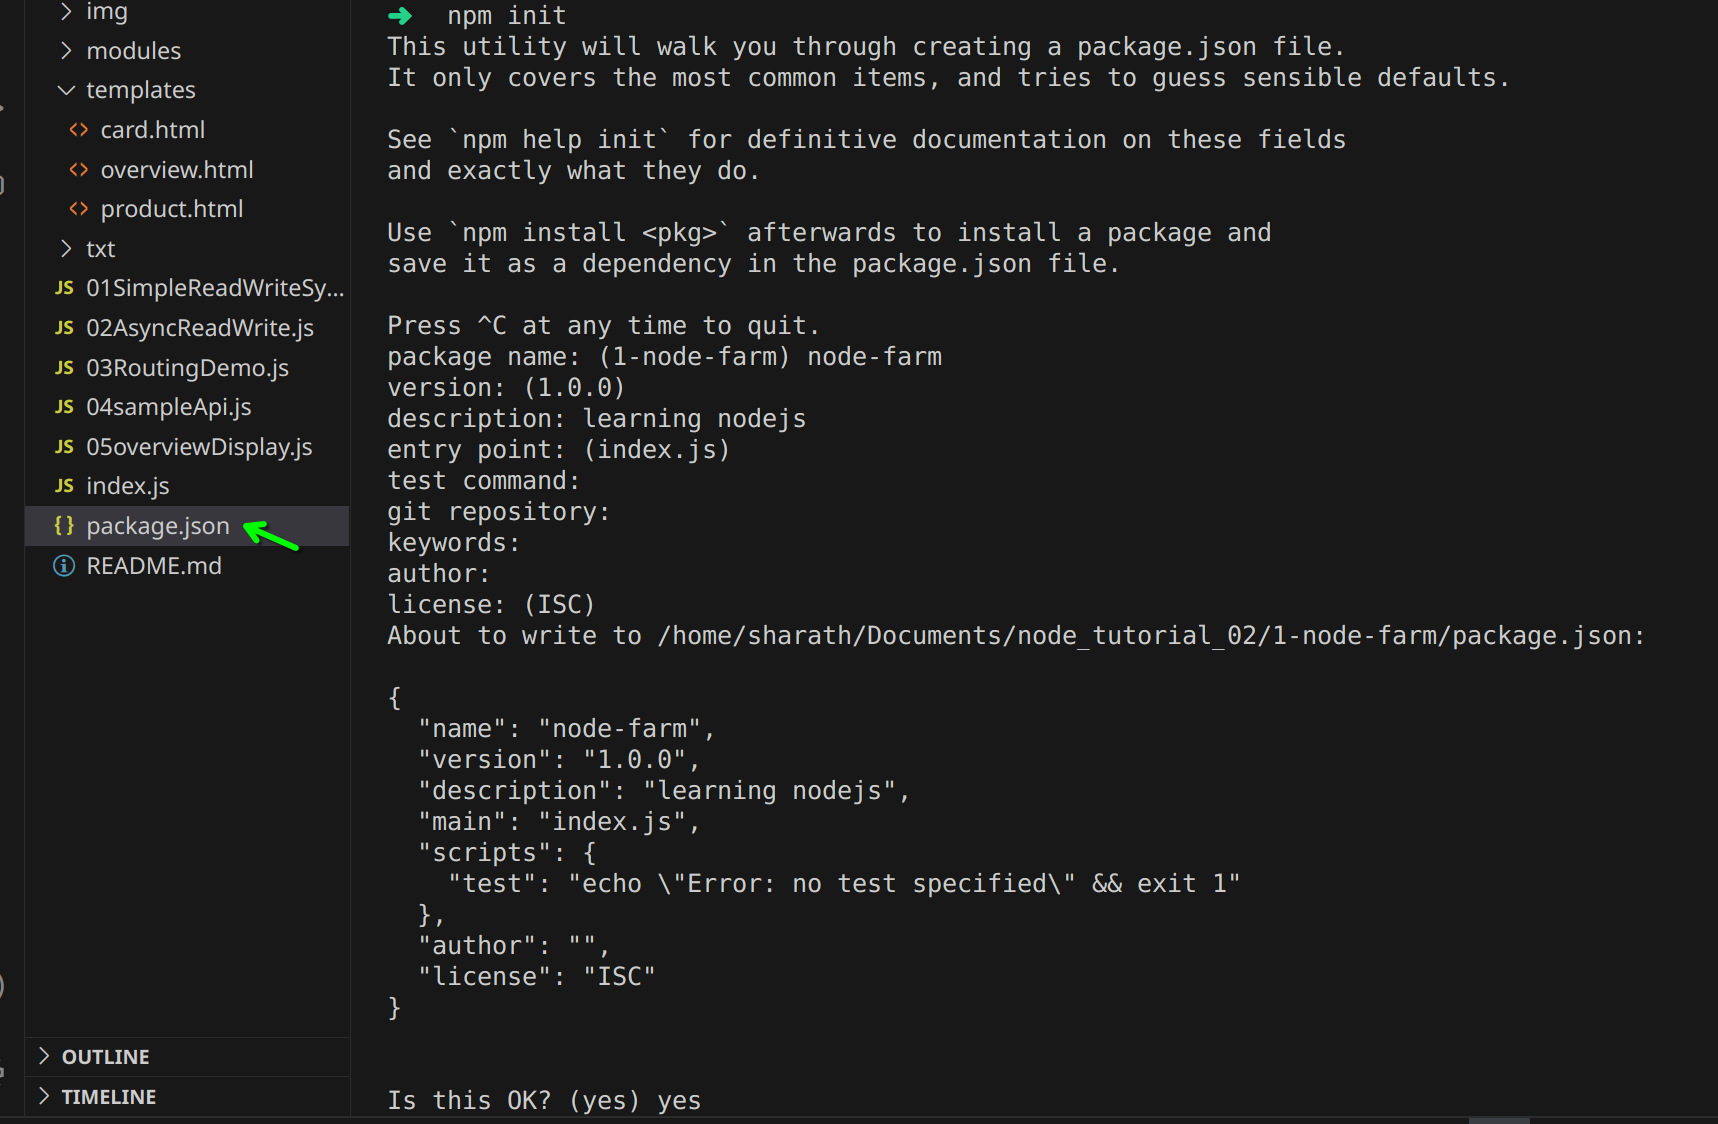 img
modules
templates
card.html
overview.html
product.html
txt
JS 01SimpleReadWriteSy...
JS 02AsyncReadWrite.js
JS 03RoutingDemo.js
JS 04sampleApi.js
JS 05overviewDisplay.js
JS index.js
{} package.json
README.md
OUTLINE
TIMELINE
npm init
This utility will walk you through creating a package.json file.
It only covers the most common items, and tries to guess sensible defaults.
See `npm help init` for definitive documentation on these fields
and exactly what they do.
Use `npm install <pkg>` afterwards to install a package and
save it as a dependency in the package.json file.
Press ^C at any time to quit.
package name: (1-node-farm) node-farm
version: (1.0.0)
description: learning nodejs
entry point: (index.js)
test command:
git repository:
keywords:
author:
license: (ISC)
About to write to /home/sharath/Documents/node_tutorial_02/1-node-farm/package.json:
{
  "name": "node-farm",
  "version": "1.0.0",
  "description": "learning nodejs",
  "main": "index.js",
  "scripts": {
    "test": "echo \"Error: no test specified\" && exit 1"
  },
  "author": "",
  "license": "ISC"
}
Is this OK? (yes) yes